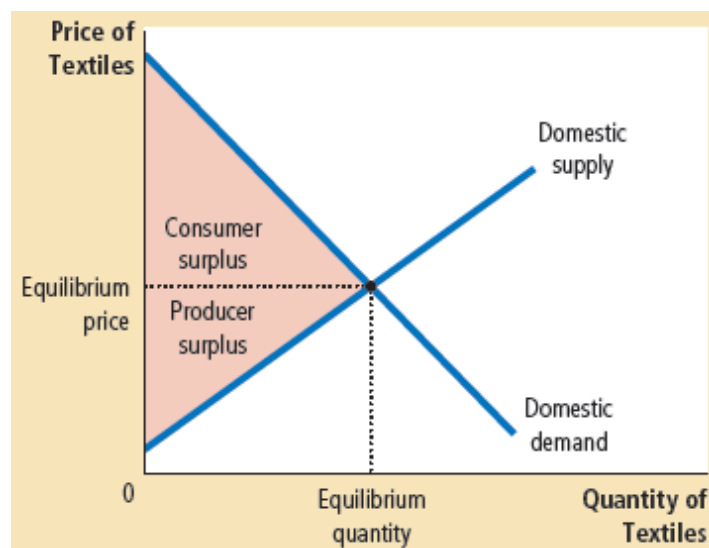 Price of
Textiles
Domestic
supply
Consumer
surplus
Equilibrium
price
Producer
surplus
Domestic
demand
0
Equilibrium
quantity
Quantity of
Textiles